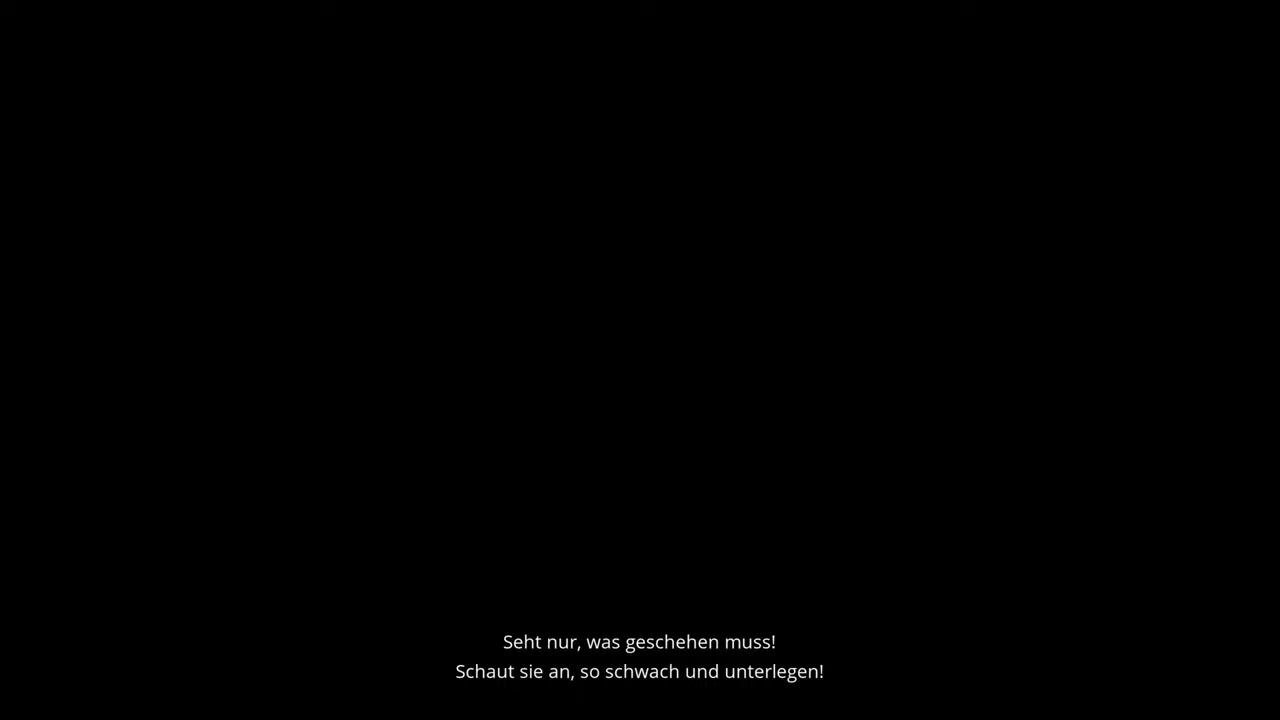 Seht nur, was geschehen muss!
Schaut sie an, so schwach und unterlegen!